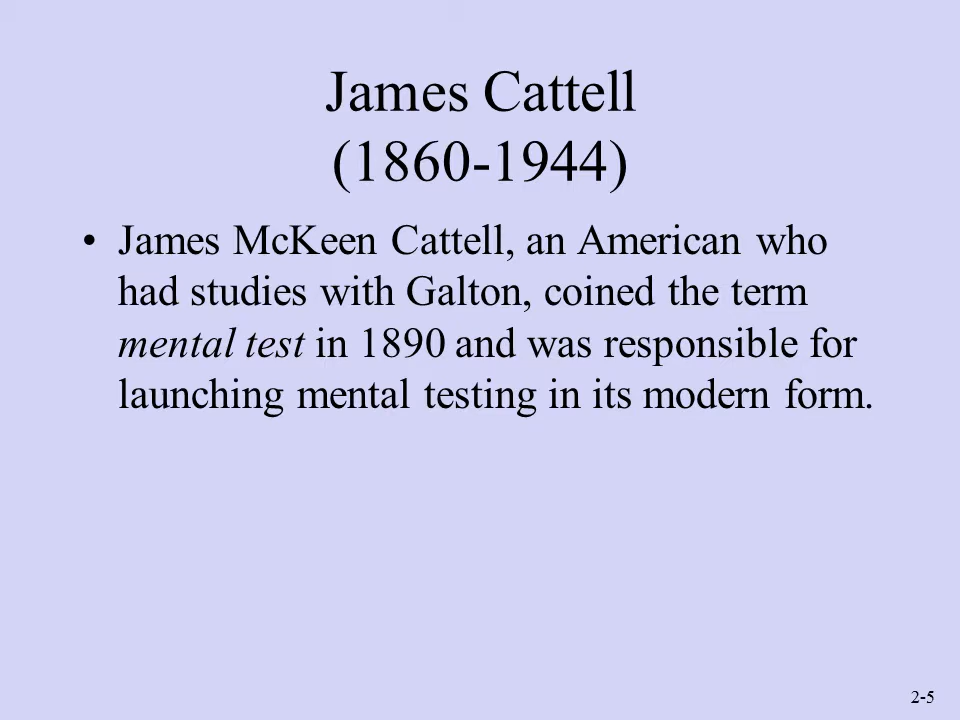 James Cattell
(1860-1944)
• James McKeen Cattell, an American who
had studies with Galton, coined the term
mental test in 1890 and was responsible for
launching mental testing in its modern form.
2-5